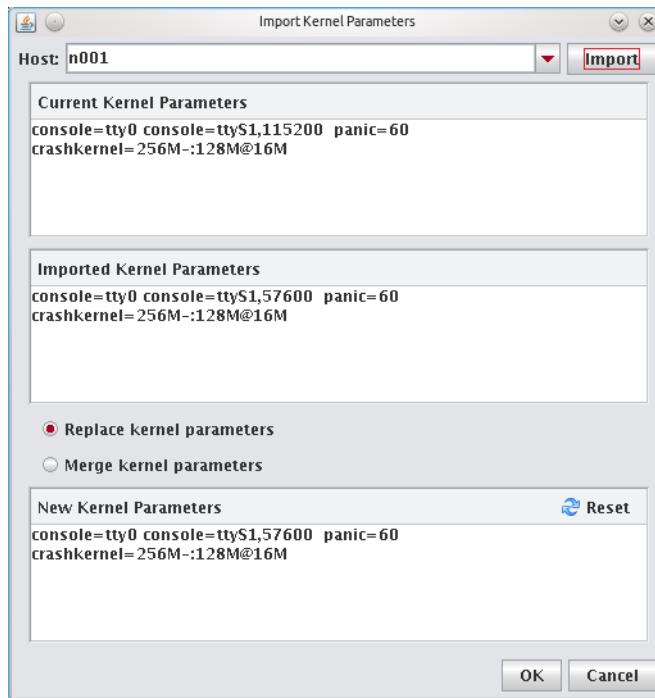 Import Kernel Parameters
Host: n001 Import
Current Kernel Parameters
console=tty0 console=ttyS1,115200  panic=60
crashkernel=256M-:128M@16M
Imported Kernel Parameters
console=tty0 console=ttyS1,57600  panic=60
crashkernel=256M-:128M@16M
Replace kernel parameters
Merge kernel parameters
New Kernel Parameters Reset
console=tty0 console=ttyS1,57600  panic=60
crashkernel=256M-:128M@16M
OK Cancel